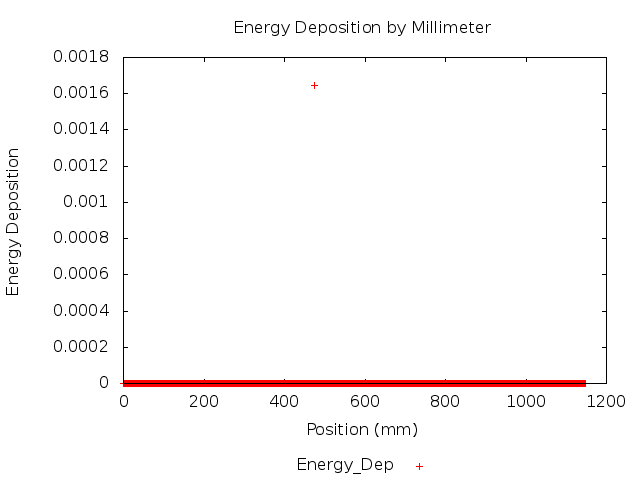 Energy Deposition by Millimeter
0.0018
0.0016
0.0014
0.0012
0.001
0.0008
0.0006
0.0004
0.0002
0
Energy Deposition
0 200 400 600 800 1000 1200
Position (mm)
Energy_Dep